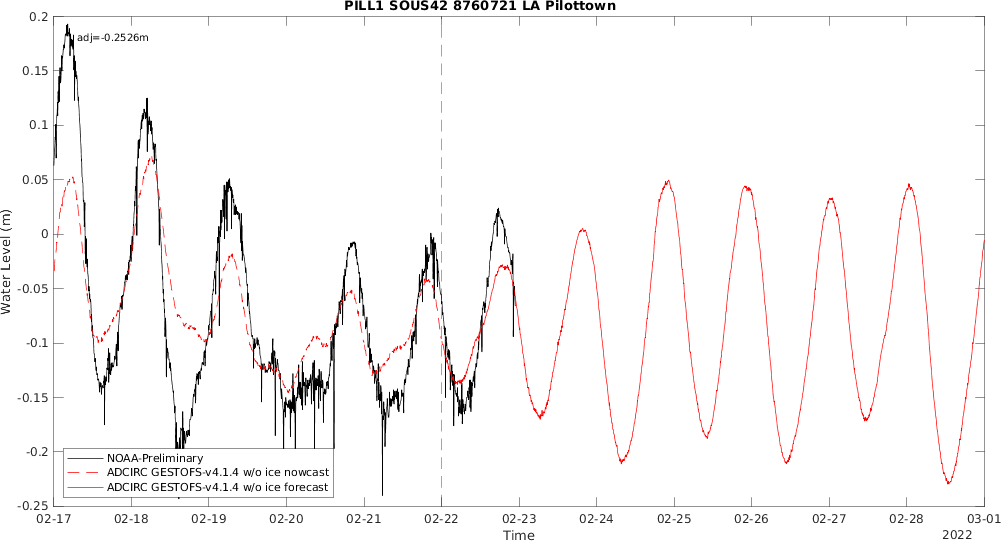 PILL1 SOUS42 8760721 LA Pilottown
adj=-0.2526m
0.2
0.15
0.1
0.05
0
-0.05
-0.1
-0.15
-0.2
-0.25
Water Level (m)
NOAA-Preliminary
ADCIRC GESTOFS-v4.1.4 w/o ice nowcast
ADCIRC GESTOFS-v4.1.4 w/o ice forecast
02-17 02-18 02-19 02-20 02-21 02-22 02-23 02-24 02-25 02-26 02-27 02-28 03-01
Time
2022